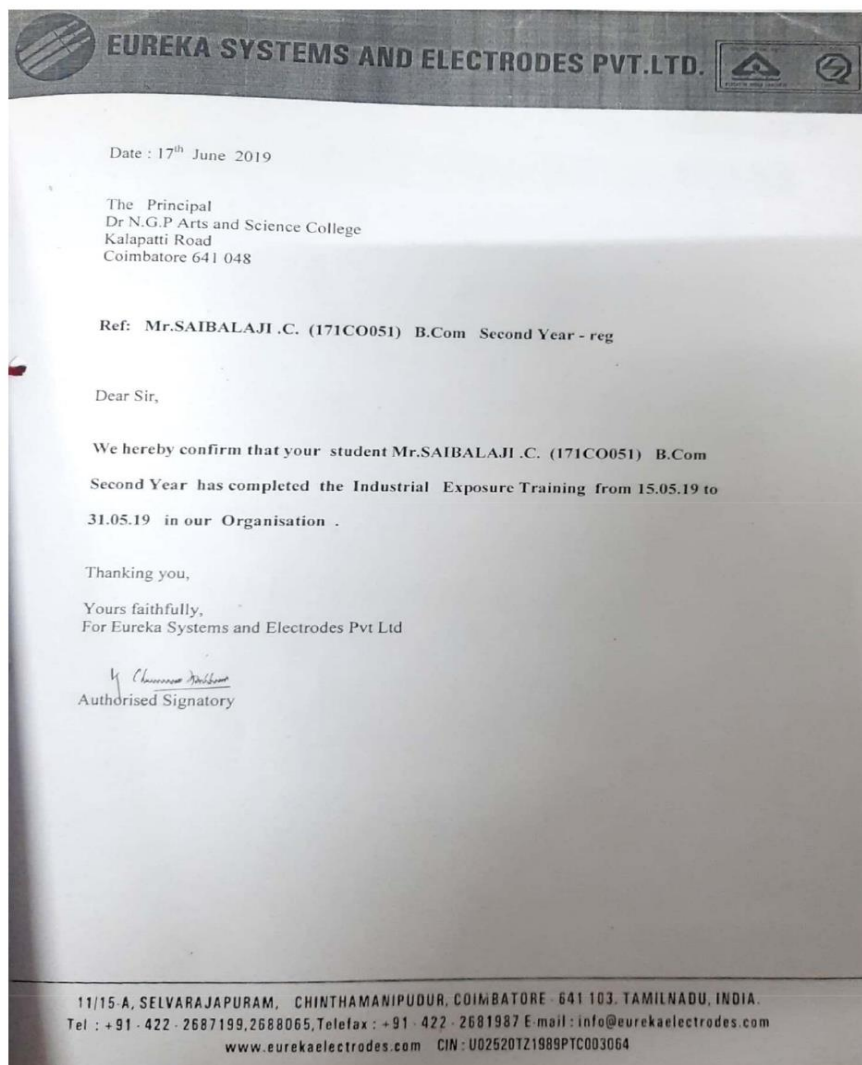 EUREKA SYSTEMS AND ELECTRODES PVT.LTD.
Date : 17th June 2019
The Principal
Dr N.G.P Arts and Science College
Kalapatti Road
Coimbatore 641 048
Ref: Mr.SAIBALAJI .C. (171CO051) B.Com Second Year - reg
Dear Sir,
We hereby confirm that your student Mr.SAIBALAJI .C. (171CO051) B.Com
Second Year has completed the Industrial Exposure Training from 15.05.19 to
31.05.19 in our Organisation .
Thanking you,
Yours faithfully,
For Eureka Systems and Electrodes Pvt Ltd
Authorised Signatory
11/15-A, SELVARAJAPURAM, CHINTHAMANIPUDUR, COIMBATORE - 641 103. TAMILNADU, INDIA.
Tel : +91 - 422 - 2687199,2688065,Telefax : +91 - 422 - 2681987 E-mail : info@eurekaelectrodes.com
www.eurekaelectrodes.com CIN : U02520TZ1989PTC003064